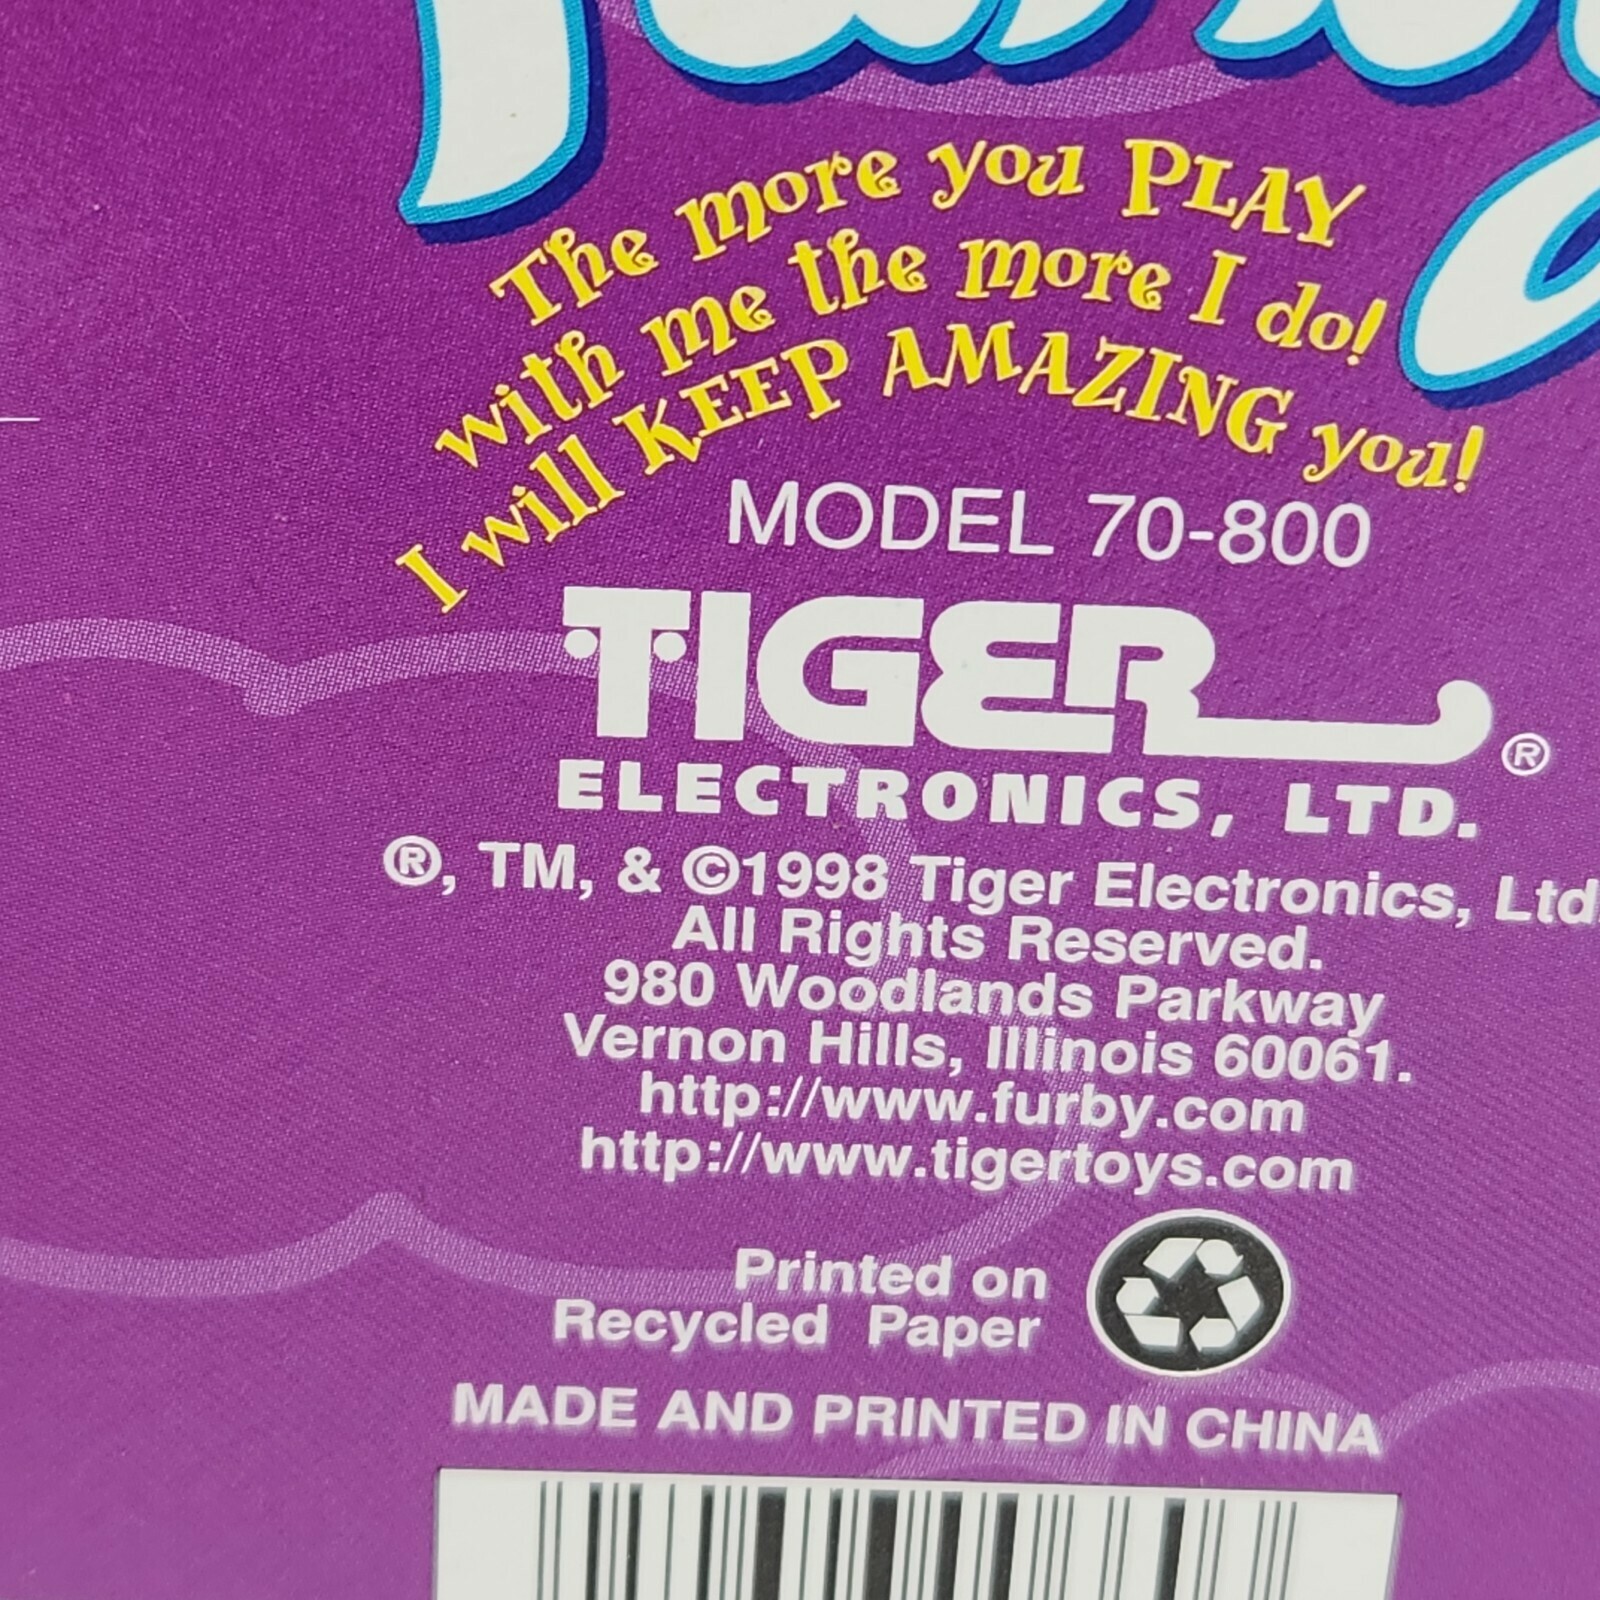 Furby
The more you PLAY
with me the more I do!
I will KEEP AMAZING you!
MODEL 70-800
TIGER ®
ELECTRONICS, LTD.
®, TM, & ©1998 Tiger Electronics, Ltd
All Rights Reserved.
980 Woodlands Parkway
Vernon Hills, Illinois 60061.
http://www.furby.com
http://www.tigertoys.com
Printed on
Recycled Paper
MADE AND PRINTED IN CHINA